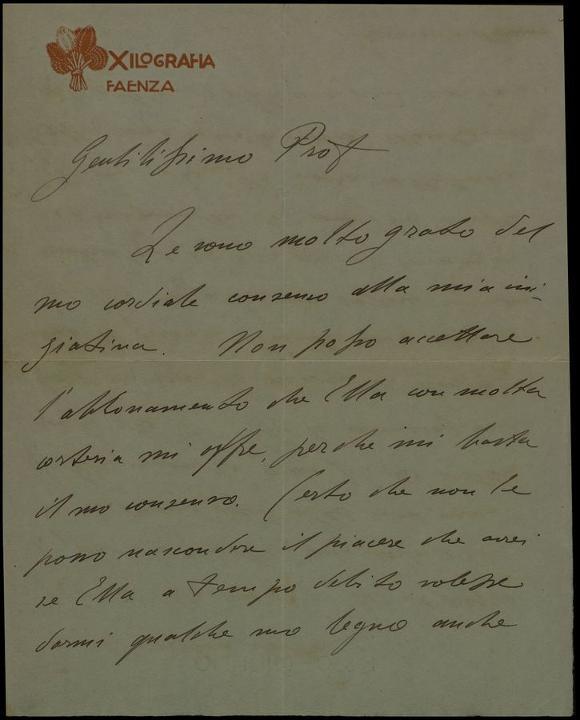 XILOGRAFIA
FAENZA
Gentilissimo Prof
Le sono molto grato del
suo cordiale consenso alla mia ini-
ziativa. Non posso accettare
l'abbonamento che Ella con molta
cortesia mi offre, perchè mi basta
il suo consenso. Certo che non le
posso nascondere il piacere che avrei
se Ella a tempo debito volesse
darmi qualche suo legno anche